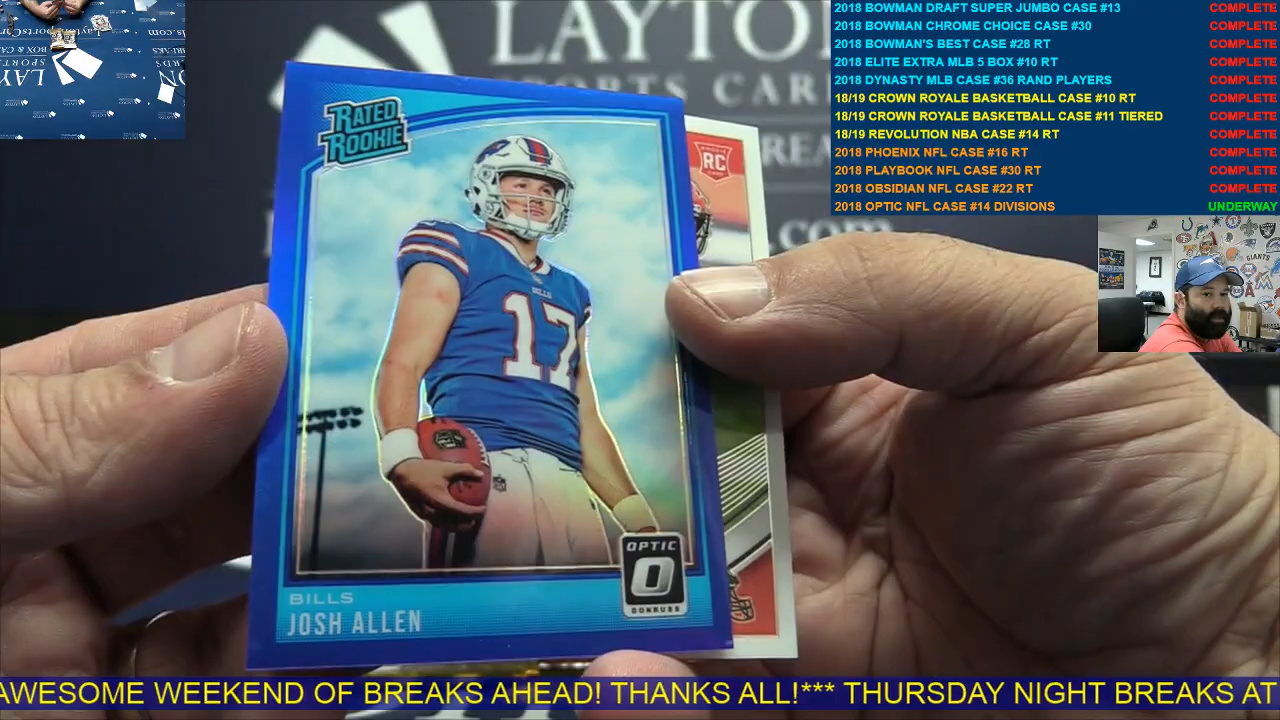 LAYTON
SPORTS CAR
REA
.com
RATED
ROOKIE
RC
BILLS
17
OPTIC
O
DONRUSS
BILLS
JOSH ALLEN
2018 BOWMAN DRAFT SUPER JUMBO CASE #13 COMPLETE
2018 BOWMAN CHROME CHOICE CASE #30 COMPLETE
2018 BOWMAN'S BEST CASE #28 RT COMPLETE
2018 ELITE EXTRA MLB 5 BOX #10 RT COMPLETE
2018 DYNASTY MLB CASE #36 RAND PLAYERS COMPLETE
18/19 CROWN ROYALE BASKETBALL CASE #10 RT COMPLETE
18/19 CROWN ROYALE BASKETBALL CASE #11 TIERED COMPLETE
18/19 REVOLUTION NBA CASE #14 RT COMPLETE
2018 PHOENIX NFL CASE #16 RT COMPLETE
2018 PLAYBOOK NFL CASE #30 RT COMPLETE
2018 OBSIDIAN NFL CASE #22 RT COMPLETE
2018 OPTIC NFL CASE #14 DIVISIONS UNDERWAY
GIANTS
AWESOME WEEKEND OF BREAKS AHEAD! THANKS ALL!*** THURSDAY NIGHT BREAKS AT